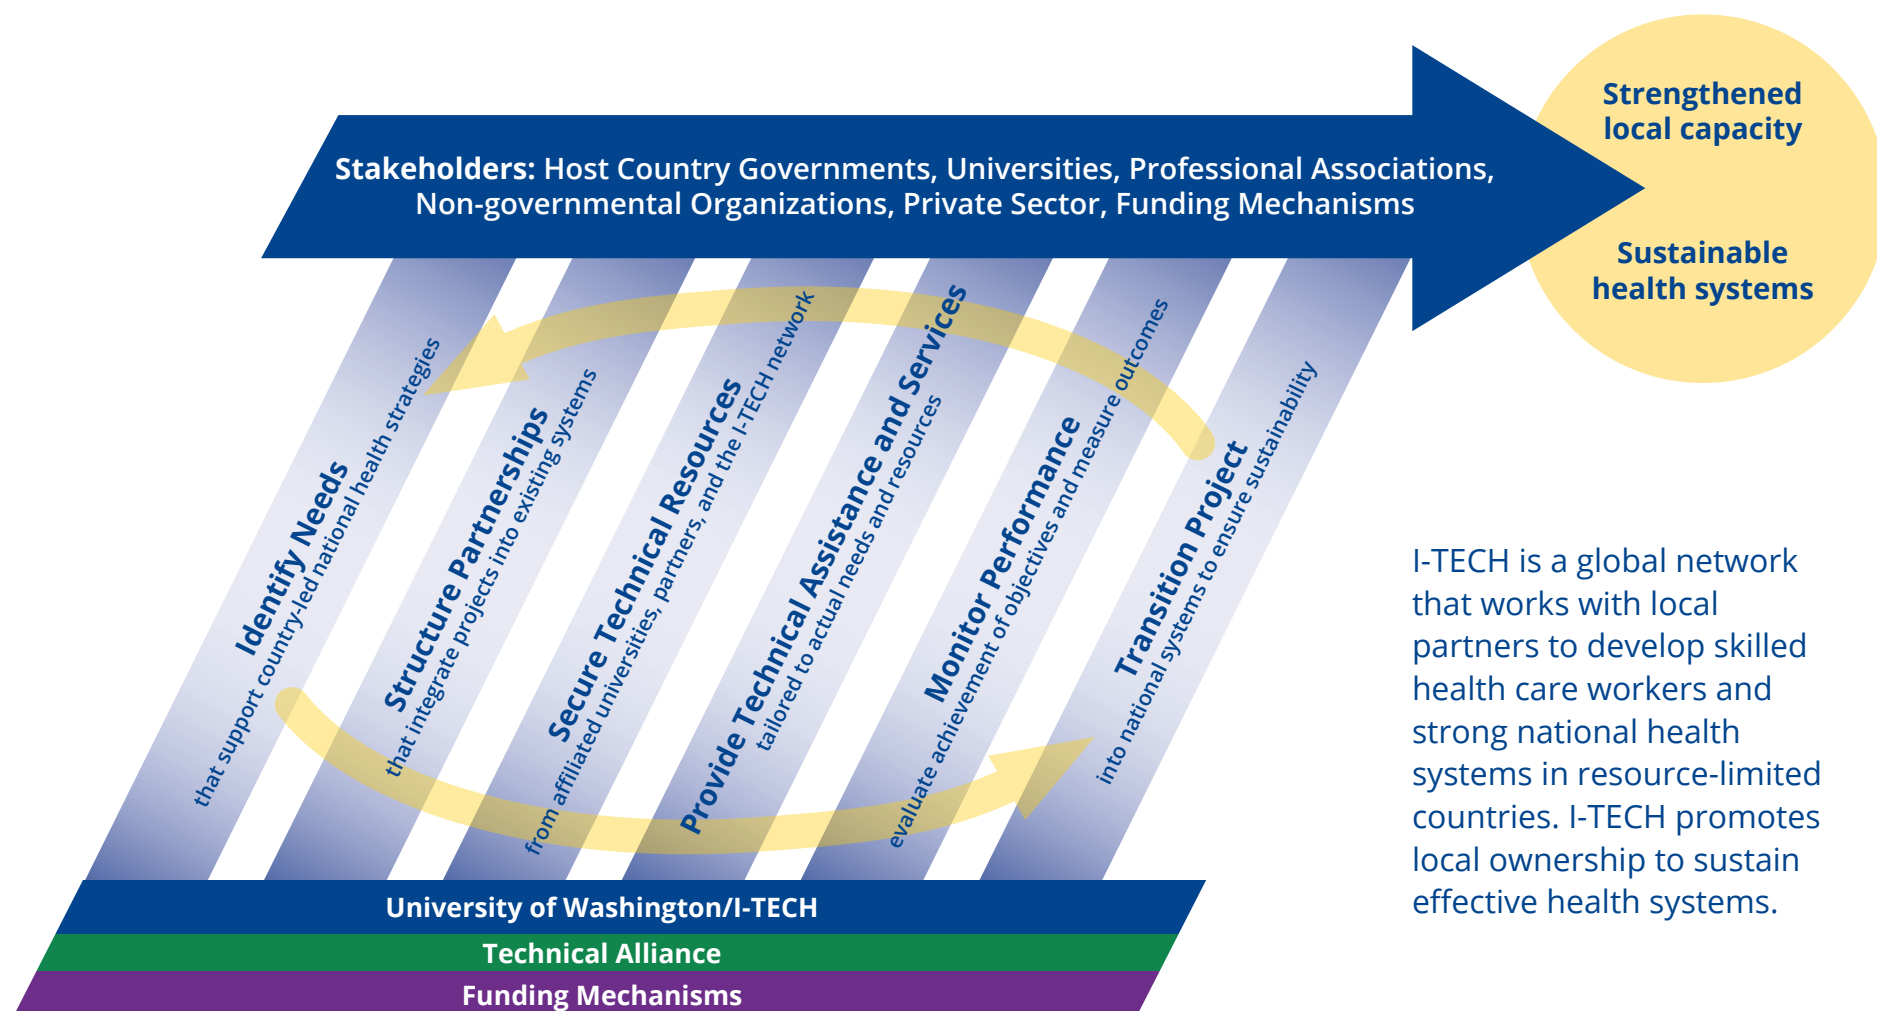 Strengthened
local capacity
Stakeholders: Host Country Governments, Universities, Professional Associations,
Non-governmental Organizations, Private Sector, Funding Mechanisms
Sustainable
health systems
Identify Needs
that support country-led national health strategies
Structure Partnerships
that integrate projects into existing systems
Secure Technical Resources
from affiliated universities, partners, and the I-TECH network
Provide Technical Assistance and Services
tailored to actual needs and resources
Monitor Performance
evaluate achievement of objectives and measure outcomes
Transition Project
into national systems to ensure sustainability
I-TECH is a global network
that works with local
partners to develop skilled
health care workers and
strong national health
systems in resource-limited
countries. I-TECH promotes
local ownership to sustain
effective health systems.
University of Washington/I-TECH
Technical Alliance
Funding Mechanisms